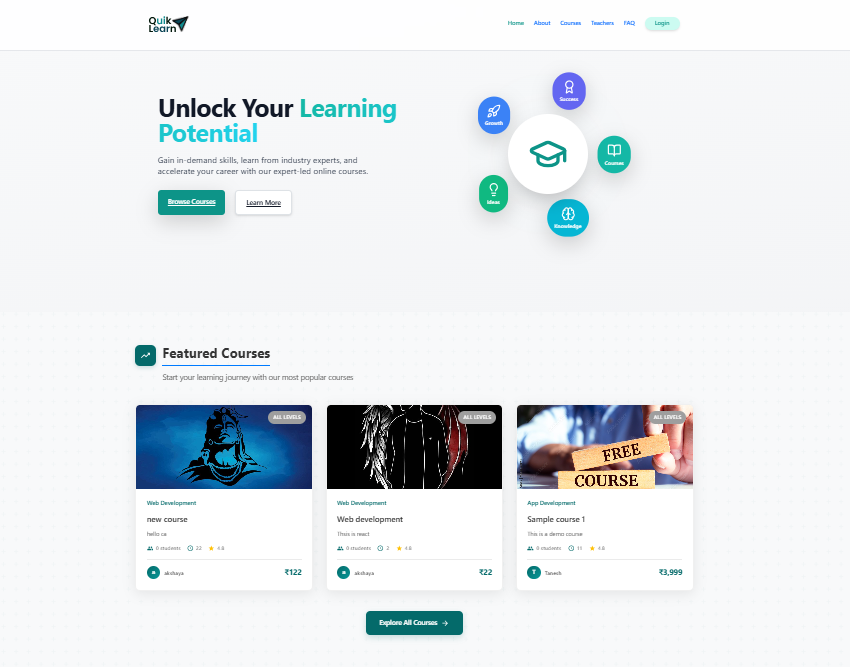 Quik
Learn
Home About Courses Teachers FAQ Login
Unlock Your Learning
Potential
Gain in-demand skills, learn from industry experts, and
accelerate your career with our expert-led online courses.
Browse Courses Learn More
Success
Growth
Courses
Ideas
Knowledge
Featured Courses
Start your learning journey with our most popular courses
ALL LEVELS
Web Development
new course
hello ca
0 students 22 4.8
a akshaya ₹122
ALL LEVELS
Web Development
Web development
Thsis is react
0 students 2 4.8
a akshaya ₹22
ALL LEVELS
FREE
COURSE
App Development
Sample course 1
This is a demo course
0 students 11 4.8
T Tanesh ₹3,999
Explore All Courses →